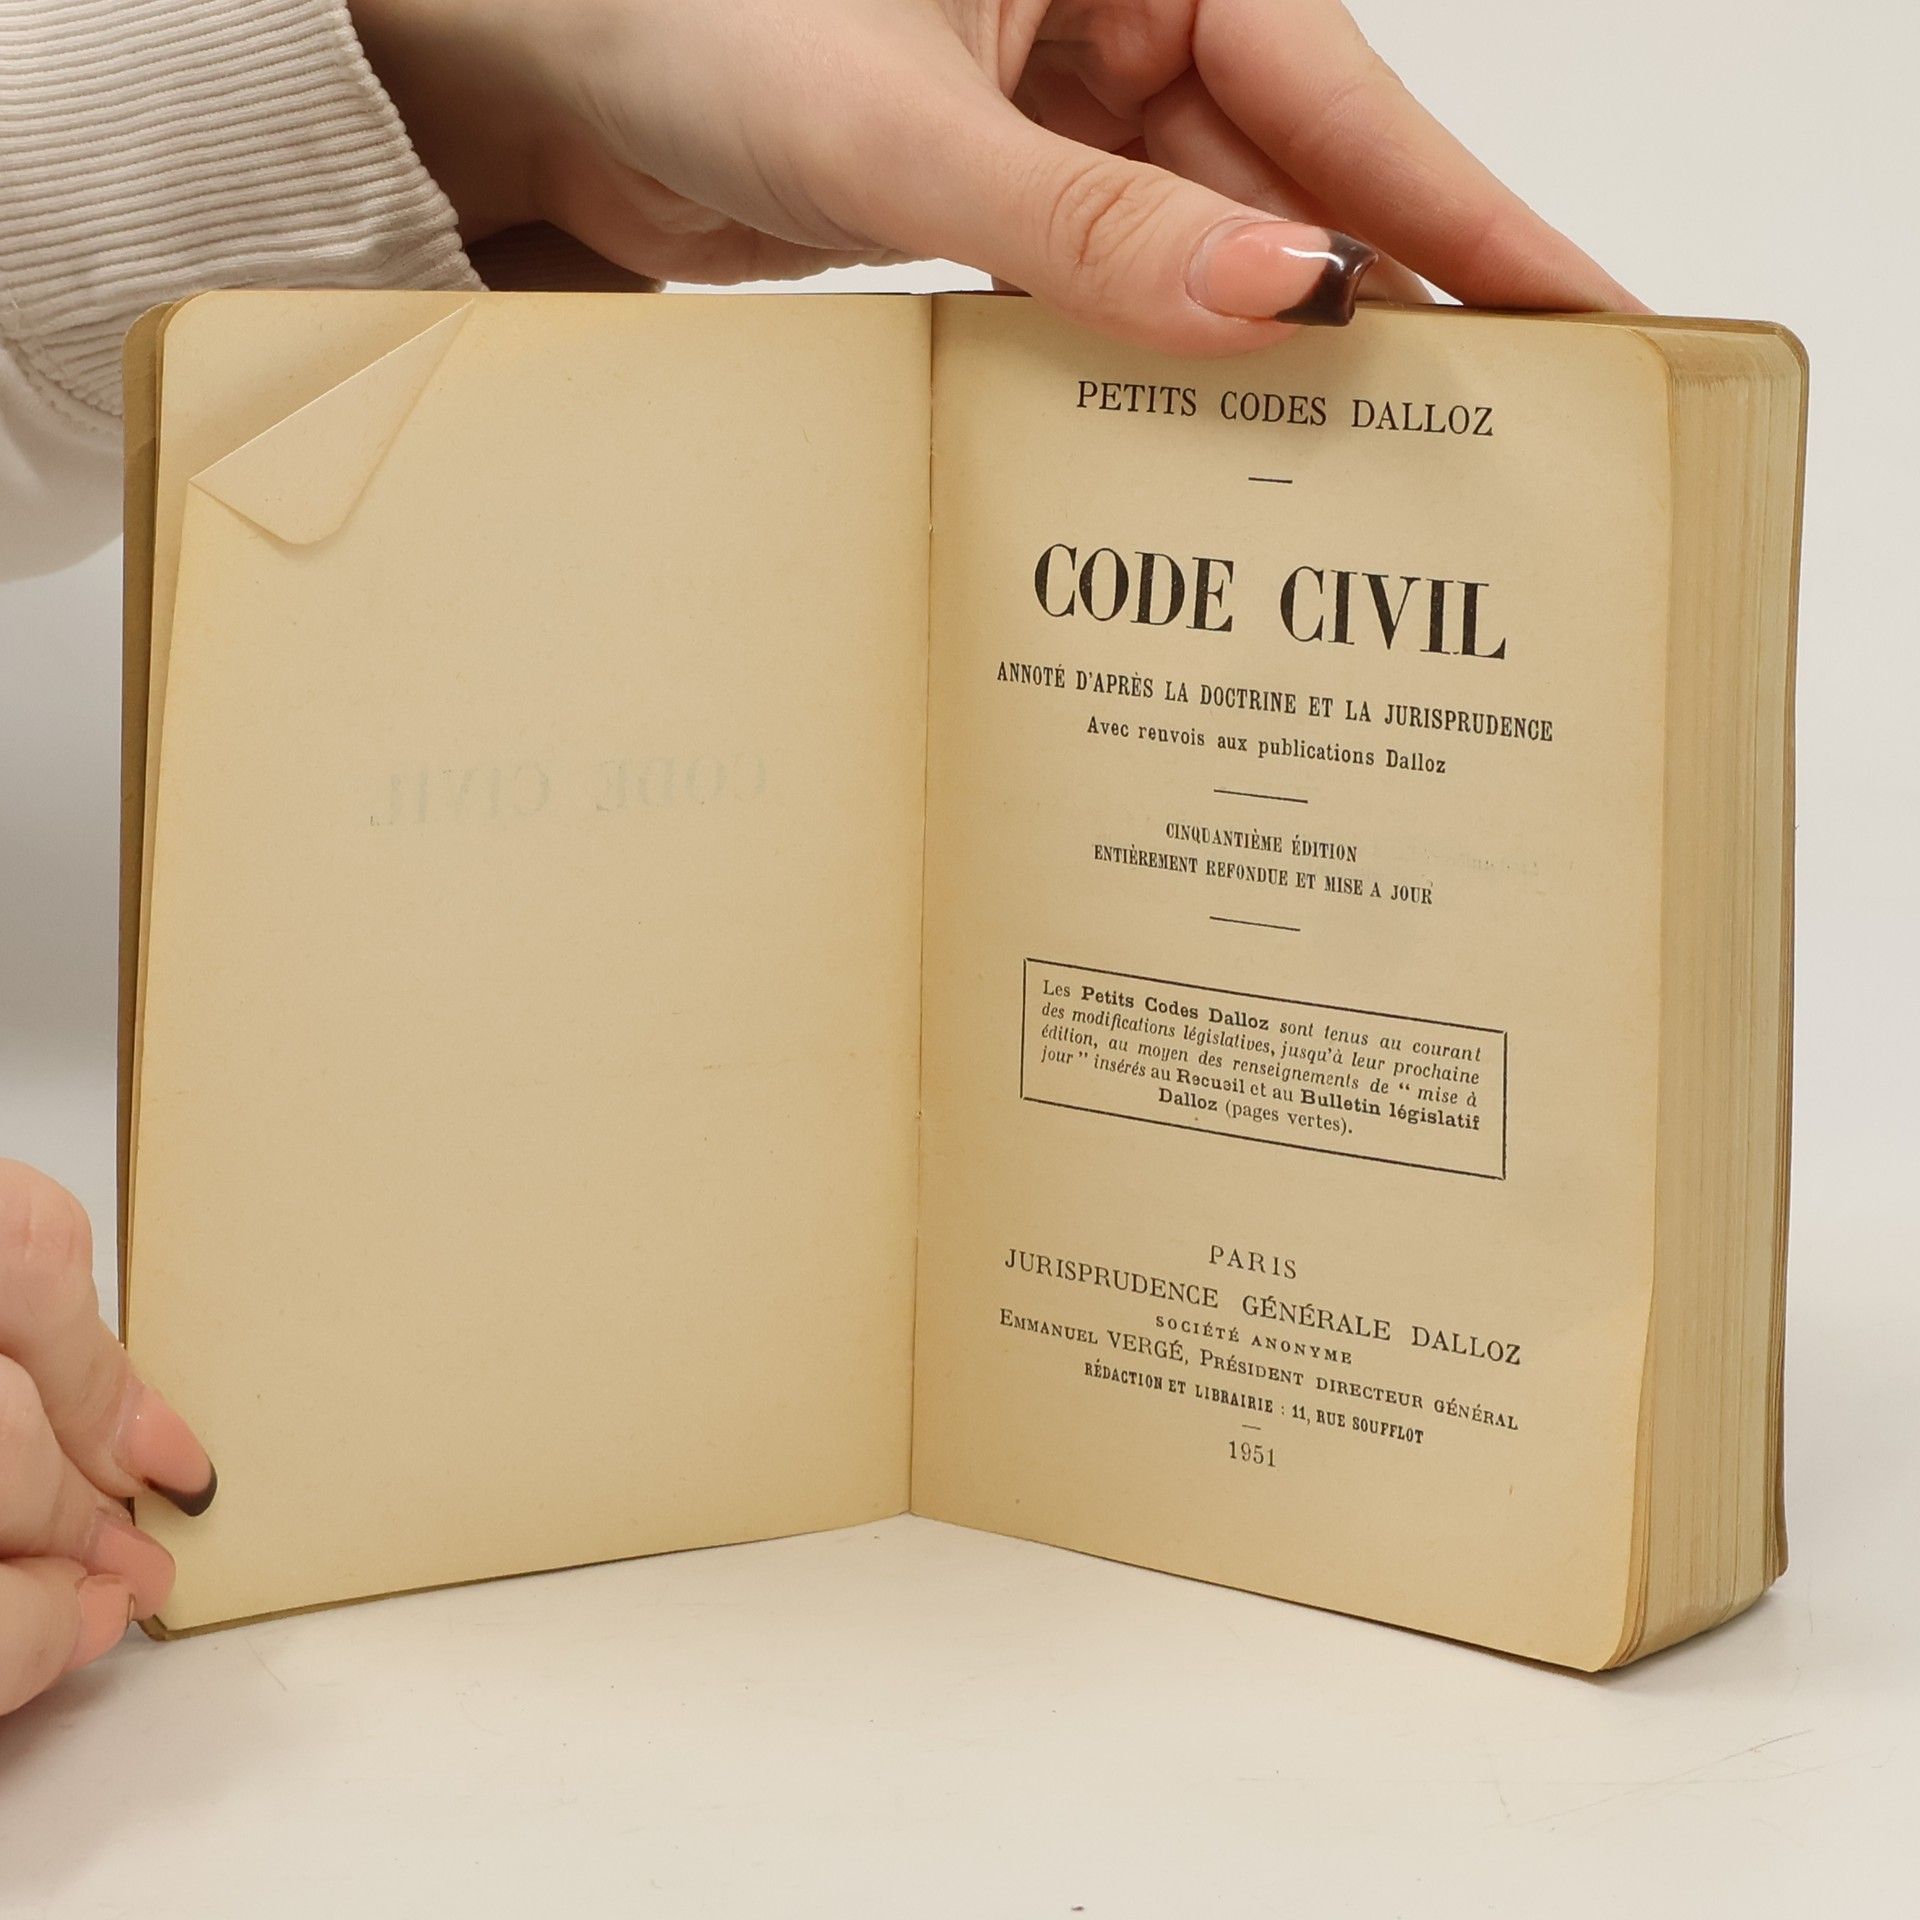 PETITS CODES DALLOZ
CODE CIVIL
ANNOTÉ D'APRÈS LA DOCTRINE ET LA JURISPRUDENCE
Avec renvois aux publications Dalloz
CINQUANTIÈME ÉDITION
ENTIÈREMENT REFONDUE ET MISE A JOUR
Les Petits Codes Dalloz sont tenus au courant
des modifications législatives, jusqu'à leur prochaine
édition, au moyen des renseignements de “ mise à
jour ” insérés au Recueil et au Bulletin législatif
Dalloz (pages vertes).
PARIS
JURISPRUDENCE GÉNÉRALE DALLOZ
SOCIÉTÉ ANONYME
EMMANUEL VERGÉ, PRÉSIDENT DIRECTEUR GÉNÉRAL
RÉDACTION ET LIBRAIRIE : 11, RUE SOUFFLOT
1951
CODE CIVIL